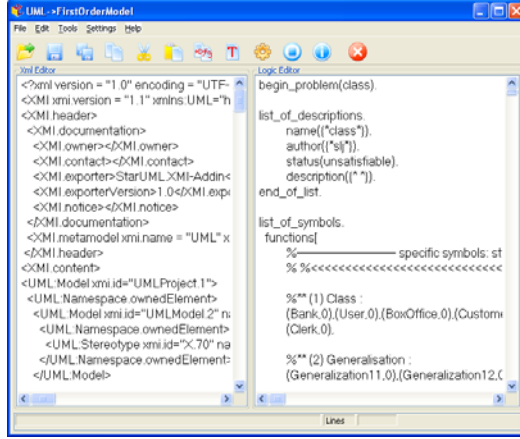 UML->FirstOrderModel
File Edit Tools Settings Help
Xml Editor
<?xml version = "1.0" encoding = "UTF-
<XMI xmi.version = "1.1" xmlns:UML="h
<XMI.header>
<XMI.documentation>
<XMI.owner></XMI.owner>
<XMI.contact></XMI.contact>
<XMI.exporter>StarUML.XMI-Addin<
<XMI.exporterVersion>1.0</XMI.expo
<XMI.notice></XMI.notice>
</XMI.documentation>
<XMI.metamodel xmi.name = "UML" x
</XMI.header>
<XMI.content>
<UML:Model xmi.id="UMLProject.1">
<UML:Namespace.ownedElement>
<UML:Model xmi.id="UMLModel.2" na
<UML:Namespace.ownedElement>
<UML:Stereotype xmi.id="X.70" na
</UML:Namespace.ownedElement>
</UML:Model>
Logic Editor
begin_problem(class).
list_of_descriptions.
name({"class"}).
author({"slj"}).
status(unsatisfiable).
description({" "}).
end_of_list.
list_of_symbols.
functions[
%———————— specific symbols: st
% %<<<<<<<<<<<<<<<<<<<<<<<<<<
%** (1) Class :
(Bank,0),(User,0),(BoxOffice,0),(Custome
(Clerk,0),
%** (2) Generalisation :
(Generalization11,0),(Generalization12,0
Lines